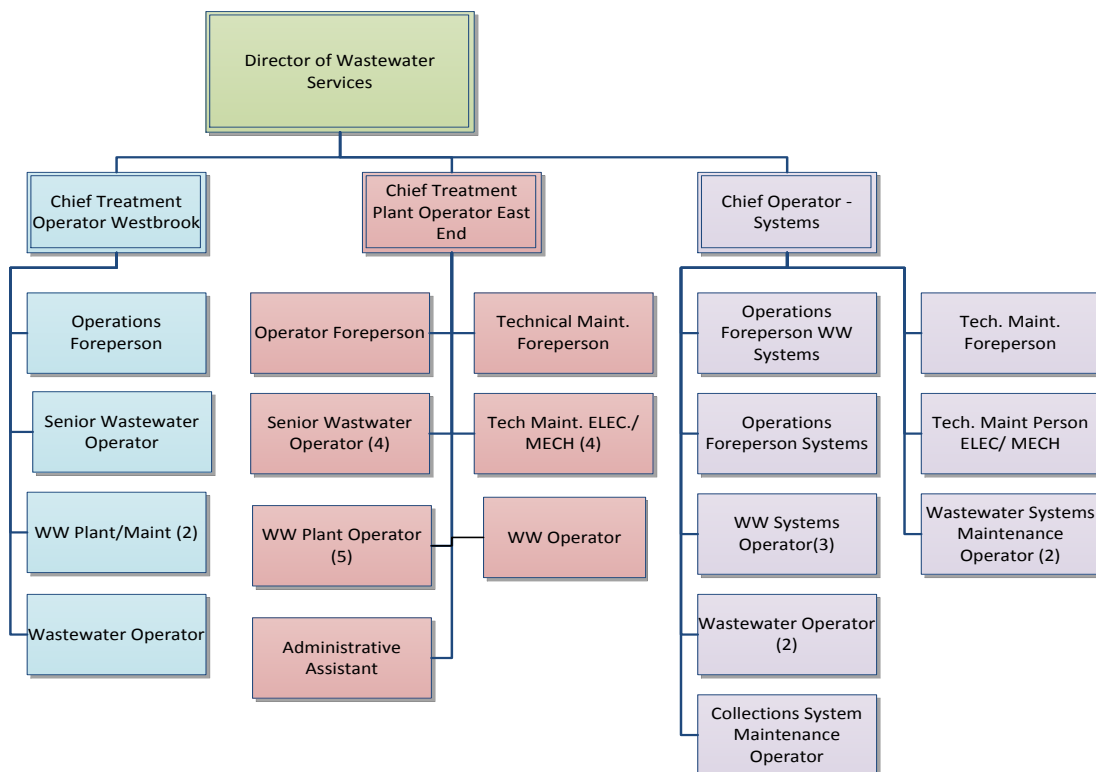 Director of Wastewater
Services
Chief Treatment
Operator Westbrook
Chief Treatment
Plant Operator East
End
Chief Operator -
Systems
Operations
Foreperson
Senior Wastewater
Operator
WW Plant/Maint (2)
Wastewater Operator
Operator Foreperson
Senior Wastwater
Operator (4)
WW Plant Operator
(5)
Administrative
Assistant
Technical Maint.
Foreperson
Tech Maint. ELEC./
MECH (4)
WW Operator
Operations
Foreperson WW
Systems
Operations
Foreperson Systems
WW Systems
Operator(3)
Wastewater Operator
(2)
Collections System
Maintenance
Operator
Tech. Maint.
Foreperson
Tech. Maint Person
ELEC/ MECH
Wastewater Systems
Maintenance
Operator (2)